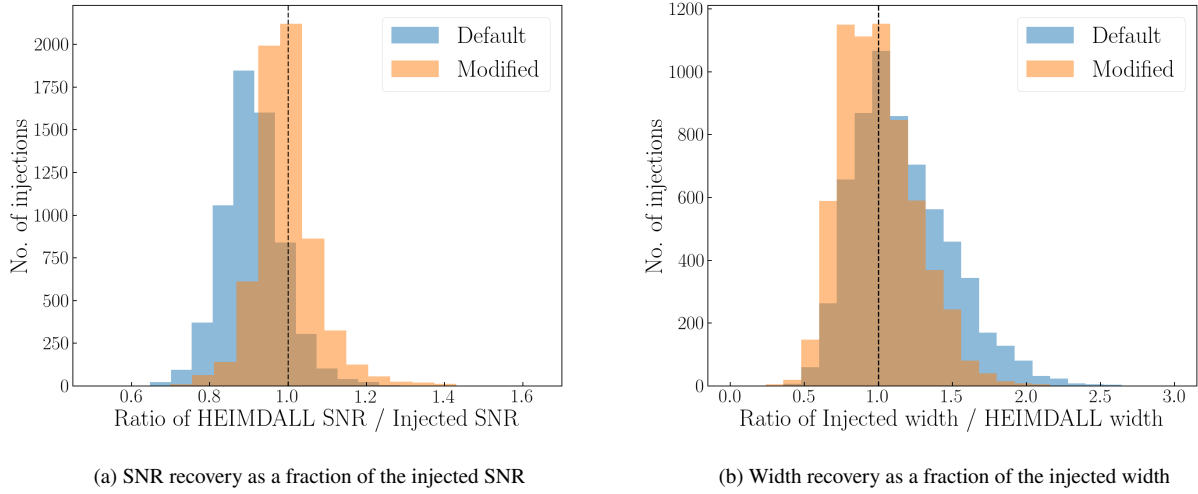 Default
Modified
No. of injections
2000
1750
1500
1250
1000
750
500
250
0
0.6 0.8 1.0 1.2 1.4 1.6
Ratio of HEIMDALL SNR / Injected SNR
(a) SNR recovery as a fraction of the injected SNR
Default
Modified
No. of injections
1200
1000
800
600
400
200
0
0.0 0.5 1.0 1.5 2.0 2.5 3.0
Ratio of Injected width / HEIMDALL width
(b) Width recovery as a fraction of the injected width